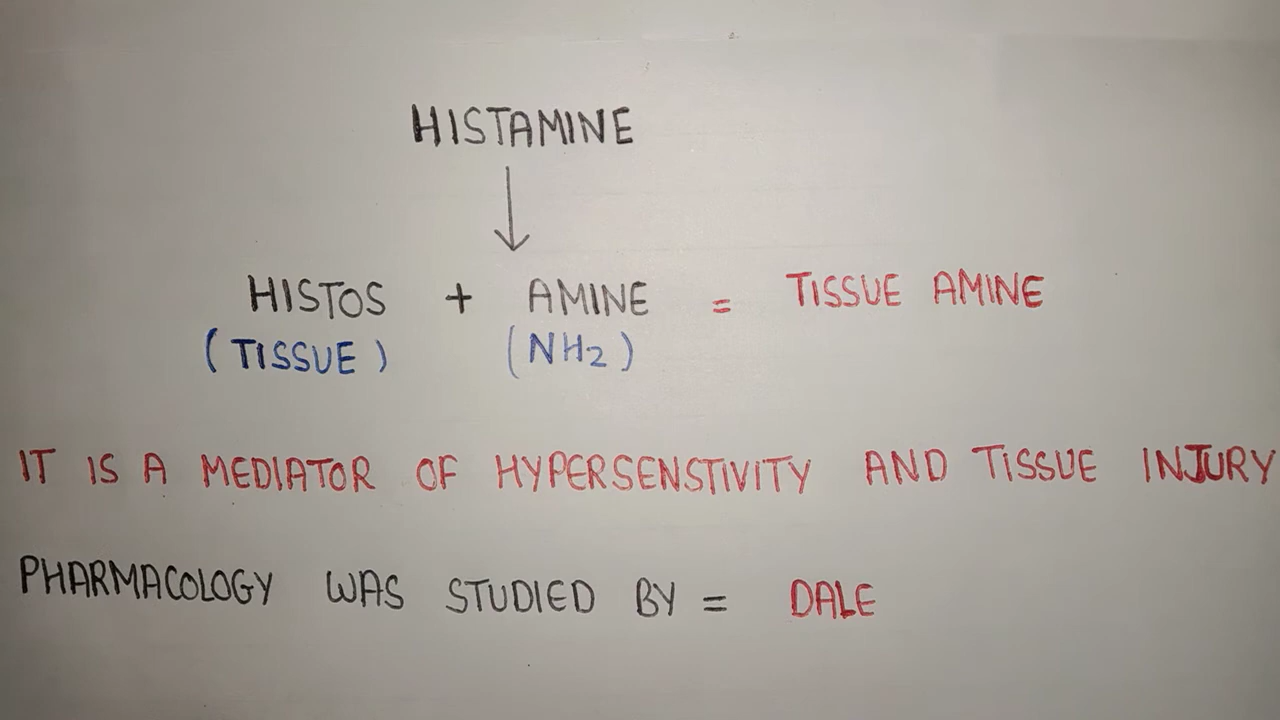 HISTAMINE
HISTOS + AMINE = TISSUE AMINE
(TISSUE) (NH2)
IT IS A MEDIATOR OF HYPERSENSTIVITY AND TISSUE INJURY
PHARMACOLOGY WAS STUDIED BY = DALE